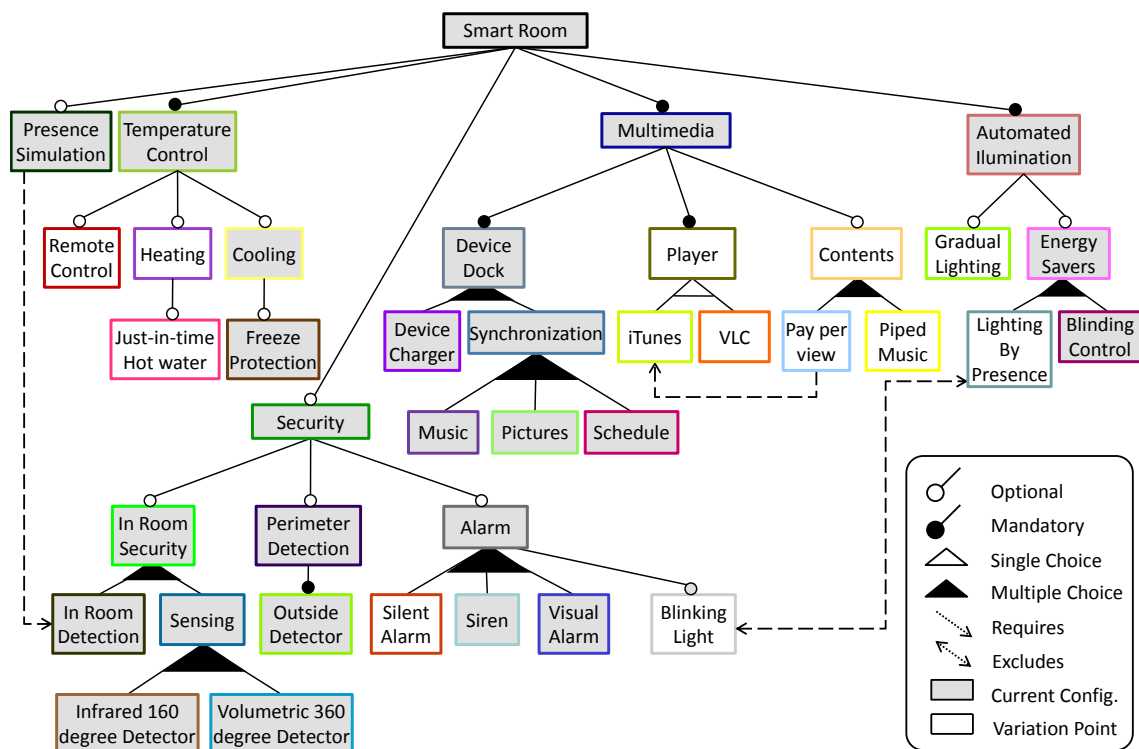 Smart Room
Presence
Simulation
Temperature
Control
Multimedia
Automated
Ilumination
Remote
Control
Heating
Cooling
Device
Dock
Player
Contents
Gradual
Lighting
Energy
Savers
Just-in-time
Hot water
Freeze
Protection
Device
Charger
Synchronization
iTunes
VLC
Pay per
view
Piped
Music
Lighting
By
Presence
Blinding
Control
Security
Music
Pictures
Schedule
In Room
Security
Perimeter
Detection
Alarm
In Room
Detection
Sensing
Outside
Detector
Silent
Alarm
Siren
Visual
Alarm
Blinking
Light
Infrared 160
degree Detector
Volumetric 360
degree Detector
Optional
Mandatory
Single Choice
Multiple Choice
Requires
Excludes
Current Config.
Variation Point